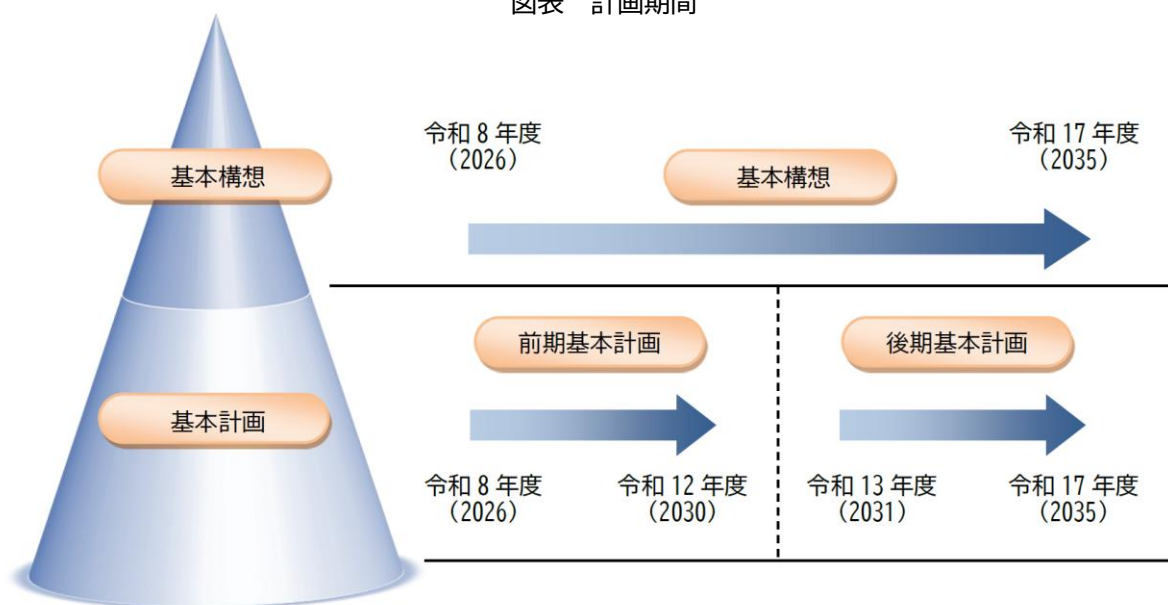 図表　計画期間
基本構想
令和 8 年度
（2026）
基本構想
令和 17 年度
（2035）
基本計画
前期基本計画
令和 8 年度
（2026）
令和 12 年度
（2030）
後期基本計画
令和 13 年度
（2031）
令和 17 年度
（2035）